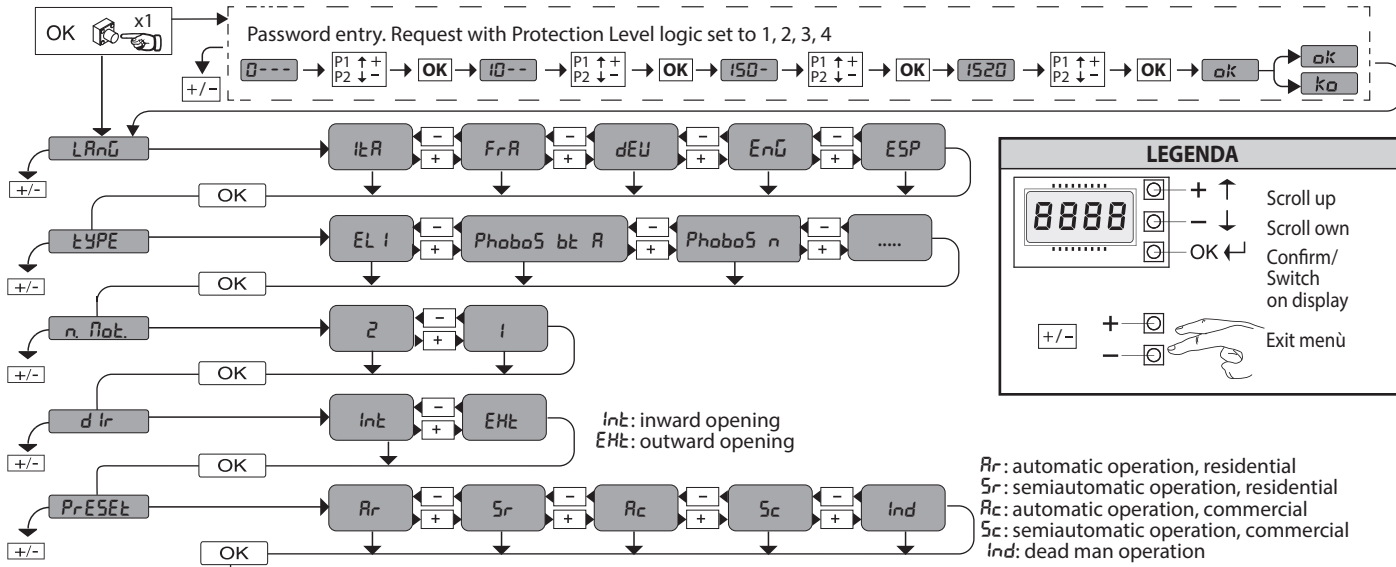 OK x1
Password entry. Request with Protection Level logic set to 1, 2, 3, 4
0--- P1 ↑ + P2 ↓ - OK 10-- P1 ↑ + P2 ↓ - OK 150- P1 ↑ + P2 ↓ - OK 1520 P1 ↑ + P2 ↓ - OK ok ok
ko
+/-
LAnG ItA - + FrA - + dEU - + EnG - + ESP
+/-
OK
tYPE EL I - + PhoboS bt A - + PhoboS n - + .....
+/-
OK
n. Mot. 2 - + 1
+/-
OK
dIr Int - + EHt
Int: inward opening
EHt: outward opening
+/-
OK
PrESEt Ar - + Sr - + Ac - + Sc - + Ind
+/-
OK
Ar: automatic operation, residential
Sr: semiautomatic operation, residential
Ac: automatic operation, commercial
Sc: semiautomatic operation, commercial
Ind: dead man operation
LEGENDA
8888
+ ↑ Scroll up
- ↓ Scroll own
OK ↵ Confirm/
Switch
on display
+/- + - Exit menù